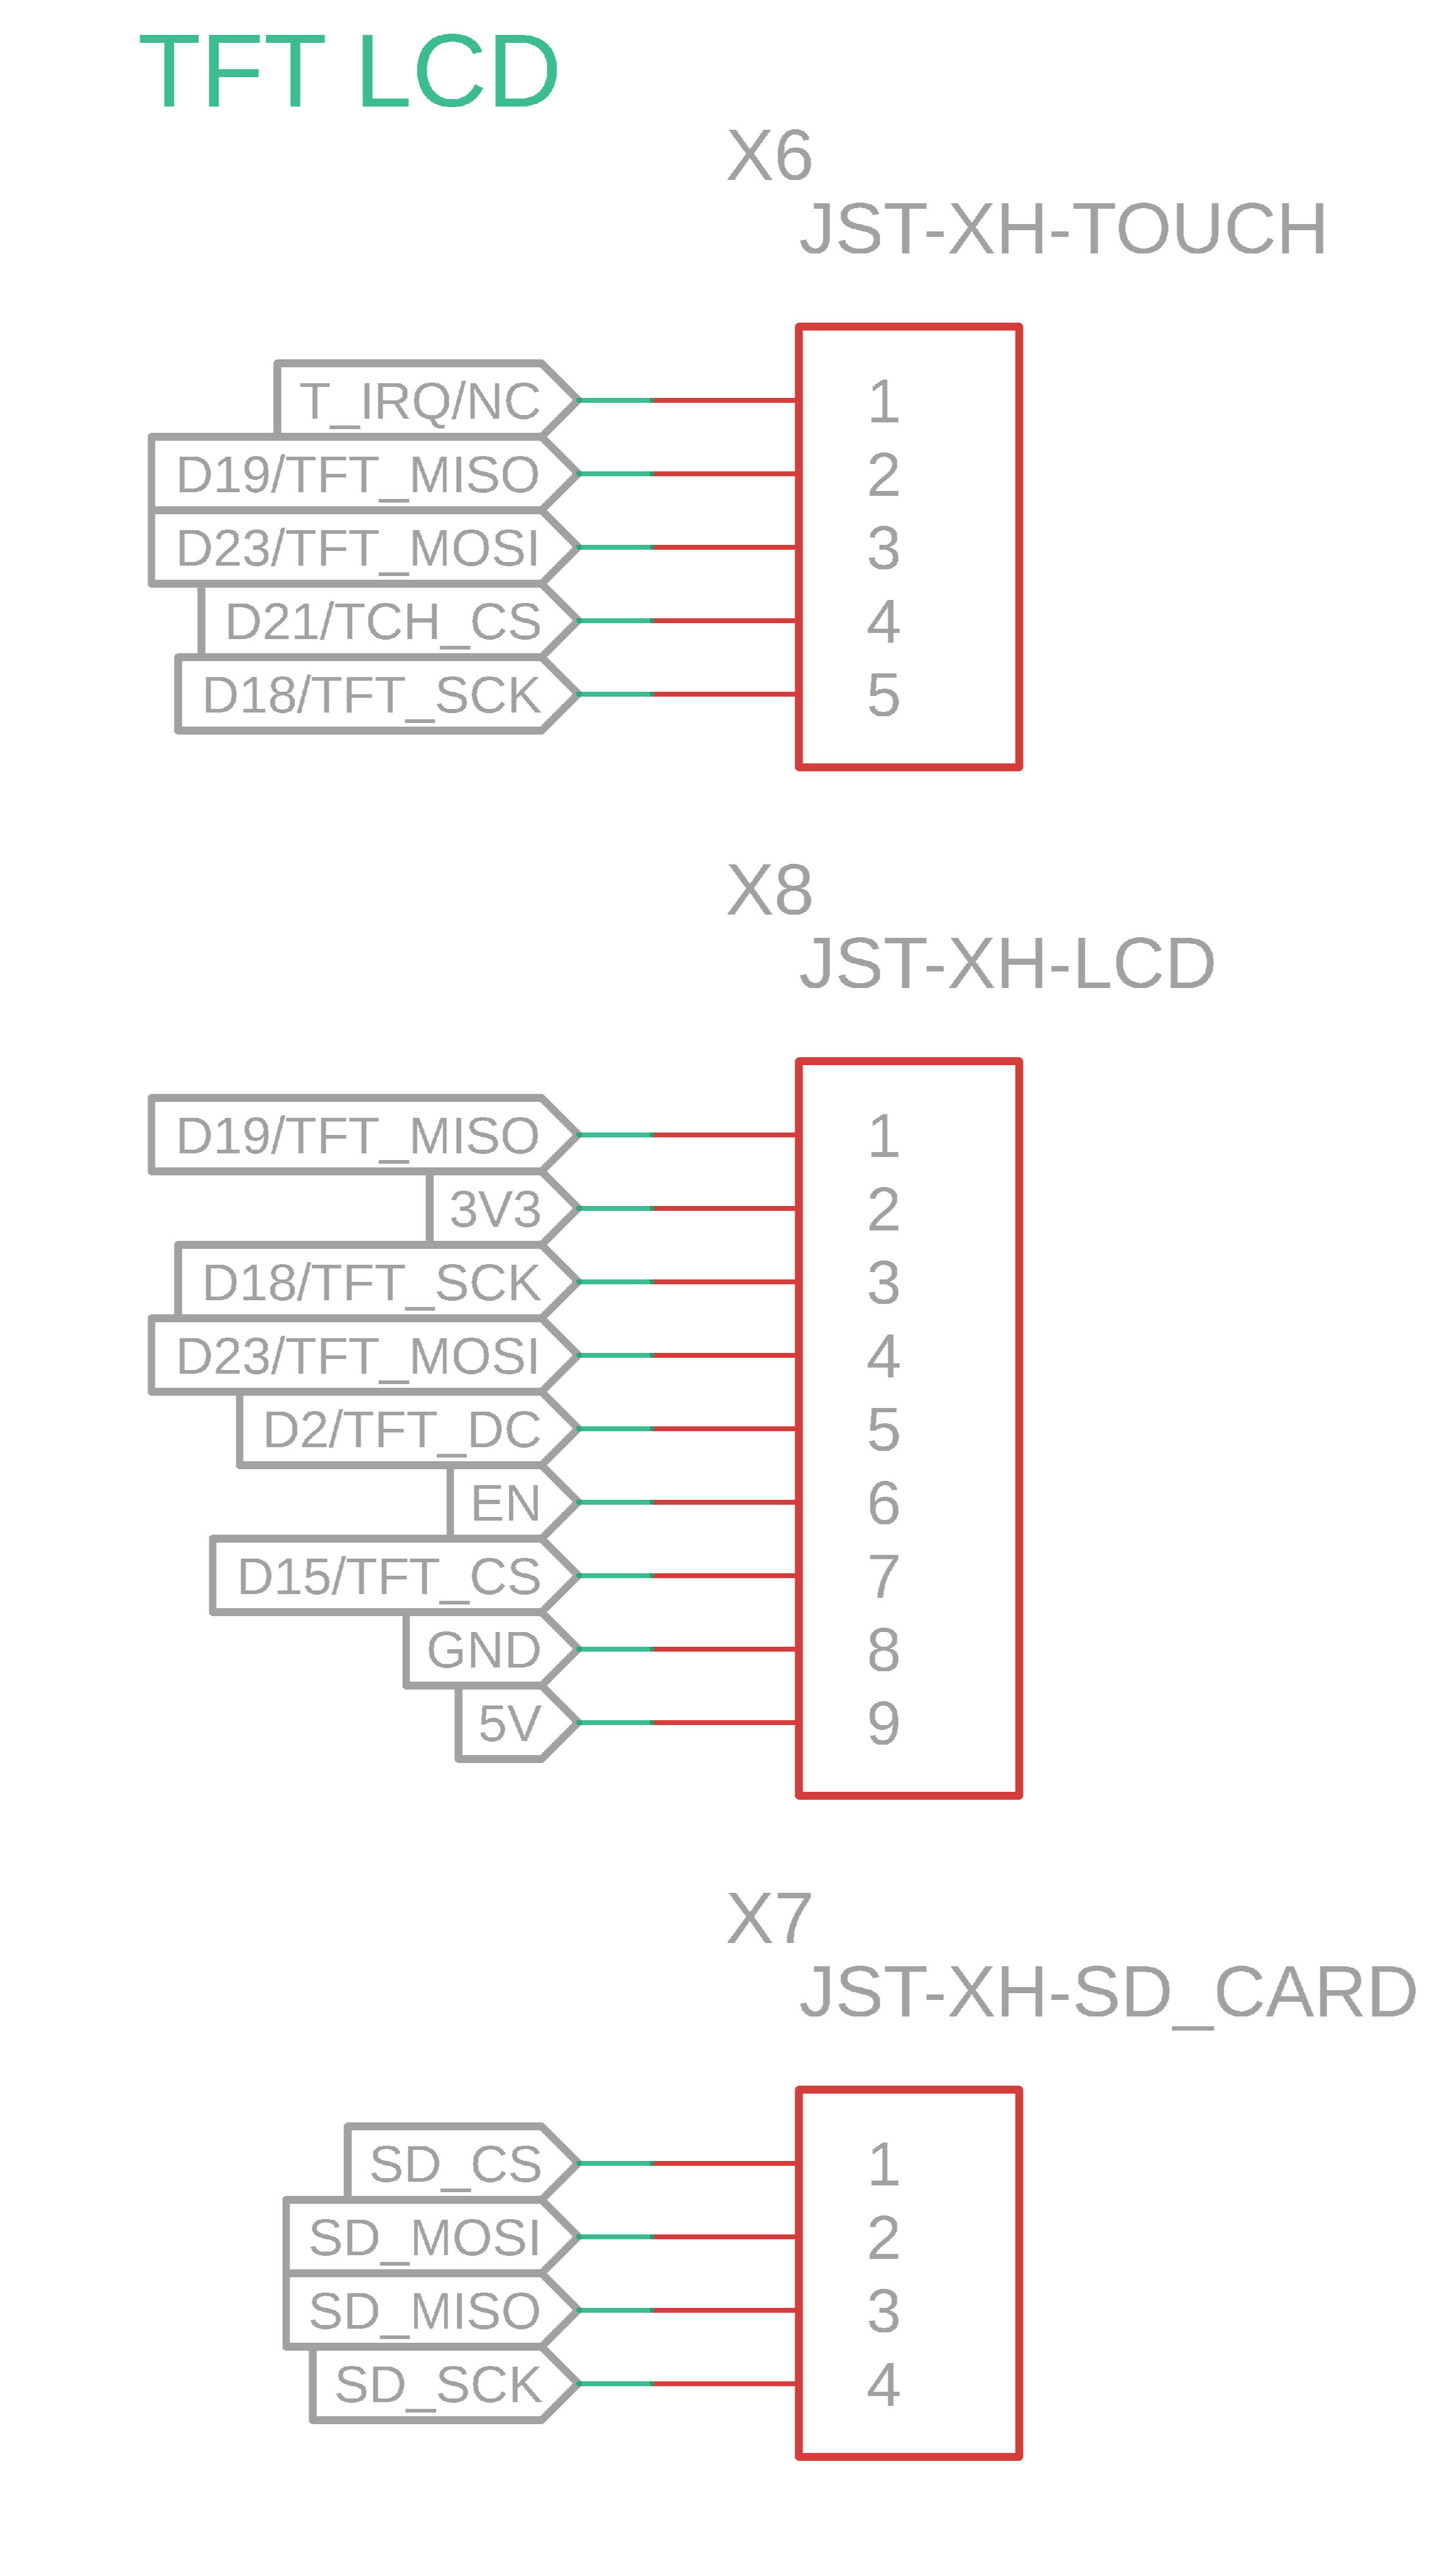 TFT LCD
X6
JST-XH-TOUCH
T_IRQ/NC 1
D19/TFT_MISO 2
D23/TFT_MOSI 3
D21/TCH_CS 4
D18/TFT_SCK 5
X8
JST-XH-LCD
D19/TFT_MISO 1
3V3 2
D18/TFT_SCK 3
D23/TFT_MOSI 4
D2/TFT_DC 5
EN 6
D15/TFT_CS 7
GND 8
5V 9
X7
JST-XH-SD_CARD
SD_CS 1
SD_MOSI 2
SD_MISO 3
SD_SCK 4